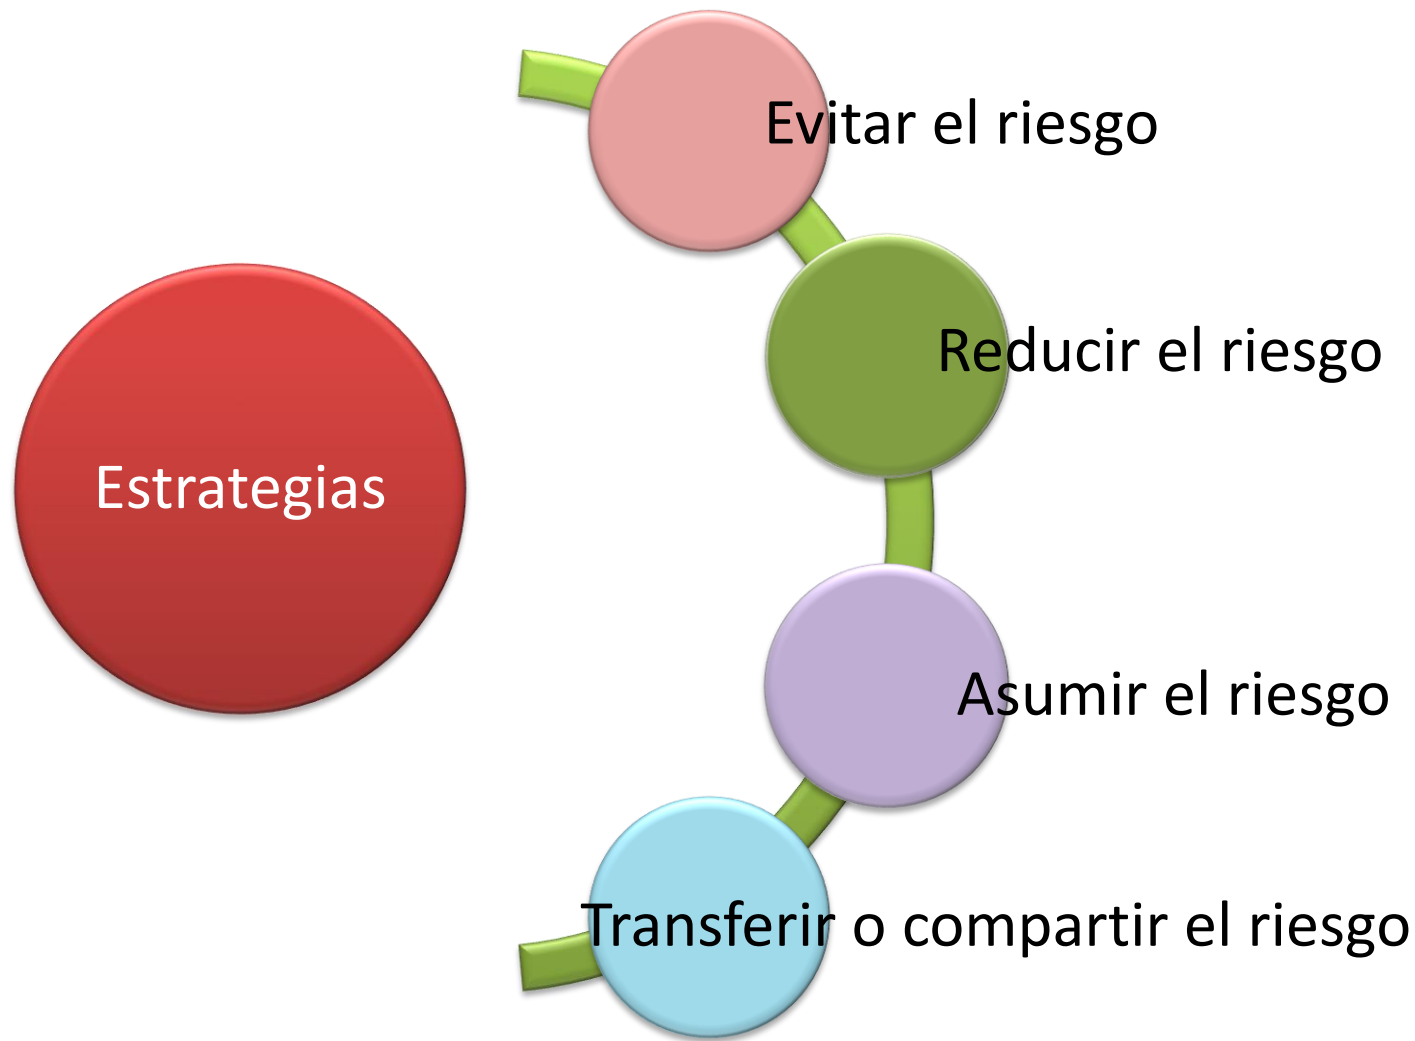 Evitar el riesgo
Reducir el riesgo
Estrategias
Asumir el riesgo
Transferir o compartir el riesgo